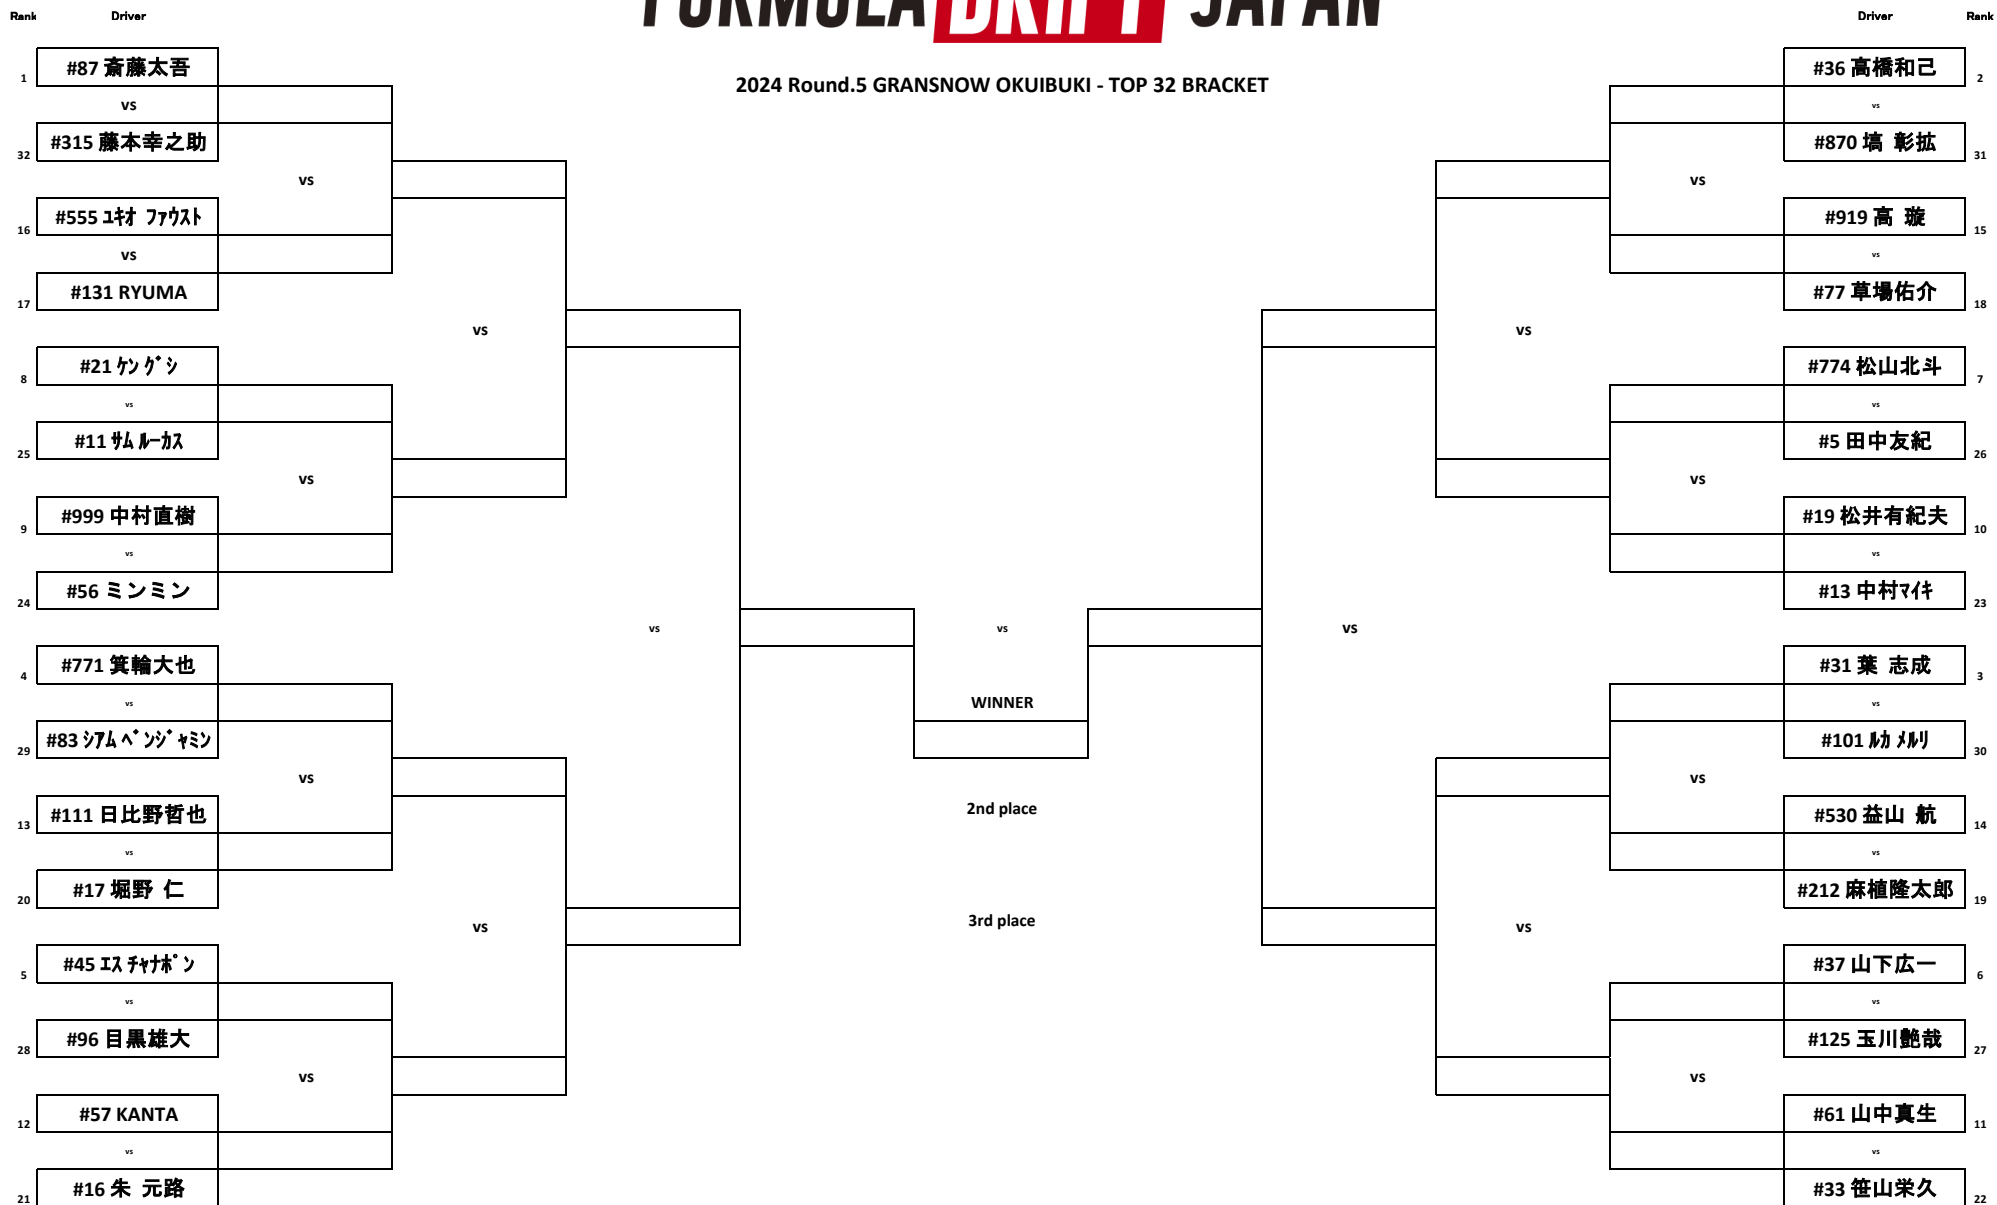 FORMULA DRIFT JAPAN
2024 Round.5 GRANSNOW OKUIBUKI - TOP 32 BRACKET
Rank Driver
1 #87 斎藤太吾
vs
32 #315 藤本幸之助
vs
16 #555 ﾕｷｵ ﾌｧｳｽﾄ
vs
17 #131 RYUMA
vs
8 #21 ｹﾝ ｸﾞｼ
vs
25 #11 ｻﾑ ﾙｰｶｽ
vs
9 #999 中村直樹
vs
24 #56 ミンミン
vs
4 #771 箕輪大也
vs
29 #83 ｼｱﾑ ﾍﾞﾝｼﾞｬﾐﾝ
vs
13 #111 日比野哲也
vs
20 #17 堀野 仁
vs
5 #45 ｴｽ ﾁｬﾅﾎﾟﾝ
vs
28 #96 目黒雄大
vs
12 #57 KANTA
vs
21 #16 朱 元路
vs
WINNER
2nd place
3rd place
Driver Rank
#36 高橋和己 2
vs
#870 塙 彰拡 31
vs
#919 高 璇 15
vs
#77 草場佑介 18
vs
#774 松山北斗 7
vs
#5 田中友紀 26
vs
#19 松井有紀夫 10
vs
#13 中村ﾏｲｷ 23
vs
#31 葉 志成 3
vs
#101 ﾙｶ ﾒﾙﾘ 30
vs
#530 益山 航 14
vs
#212 麻植隆太郎 19
vs
#37 山下広一 6
vs
#125 玉川艶哉 27
vs
#61 山中真生 11
vs
#33 笹山栄久 22